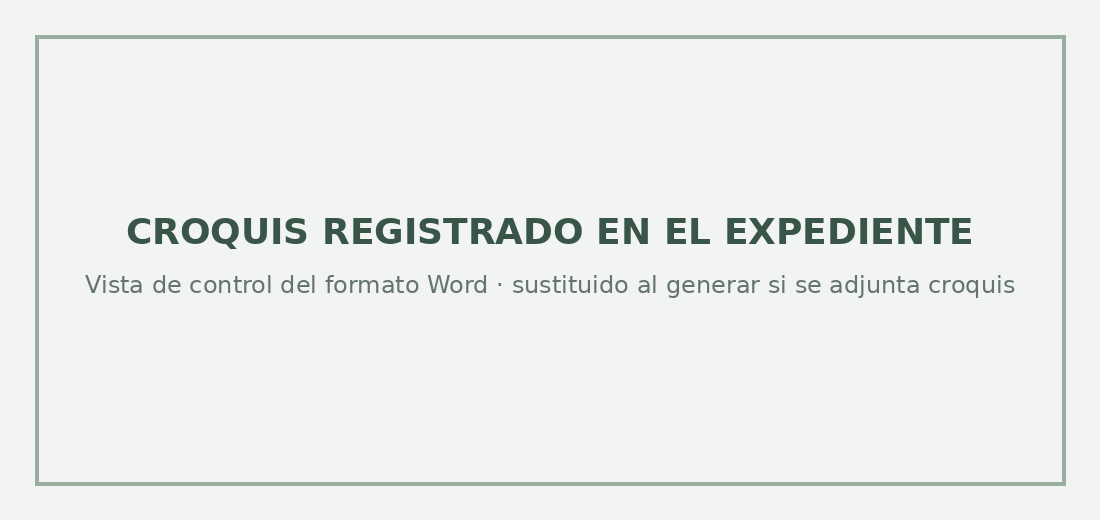 CROQUIS REGISTRADO EN EL EXPEDIENTE
Vista de control del formato Word · sustituido al generar si se adjunta croquis